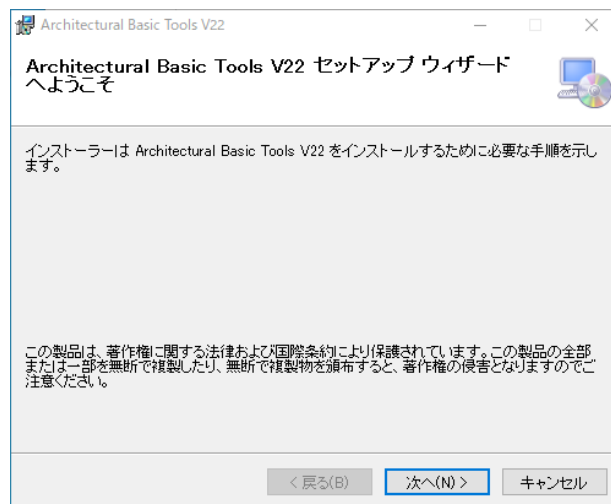 Architectural Basic Tools V22
Architectural Basic Tools V22 セットアップ ウィザード
へようこそ
インストーラーは Architectural Basic Tools V22 をインストールするために必要な手順を示し
ます。
この製品は、著作権に関する法律および国際条約により保護されています。この製品の全部
または一部を無断で複製したり、無断で複製物を頒布すると、著作権の侵害となりますのでご
注意ください。
< 戻る(B)
次へ(N) >
キャンセル